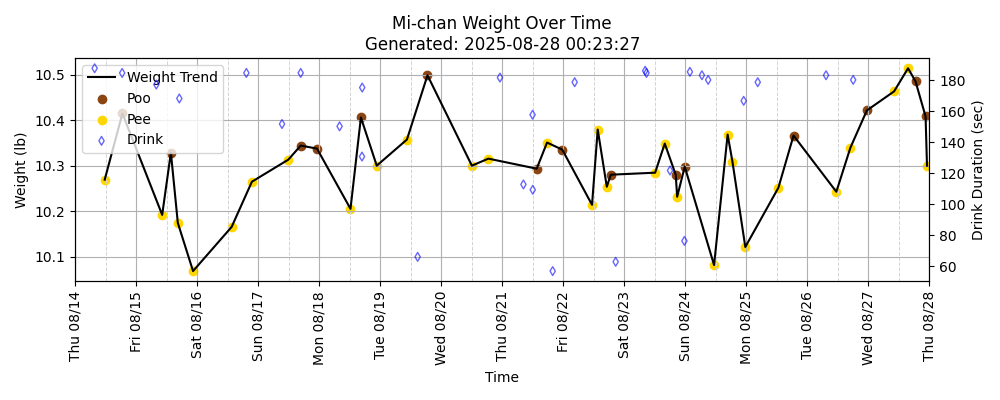 Mi-chan Weight Over Time
Generated: 2025-08-28 00:23:27
Weight (lb)
10.5
10.4
10.3
10.2
10.1
Weight Trend
Poo
Pee
Drink
180
160
140
120
100
80
60
Drink Duration (sec)
Thu 08/14
Fri 08/15
Sat 08/16
Sun 08/17
Mon 08/18
Tue 08/19
Wed 08/20
Thu 08/21
Fri 08/22
Sat 08/23
Sun 08/24
Mon 08/25
Tue 08/26
Wed 08/27
Thu 08/28
Time